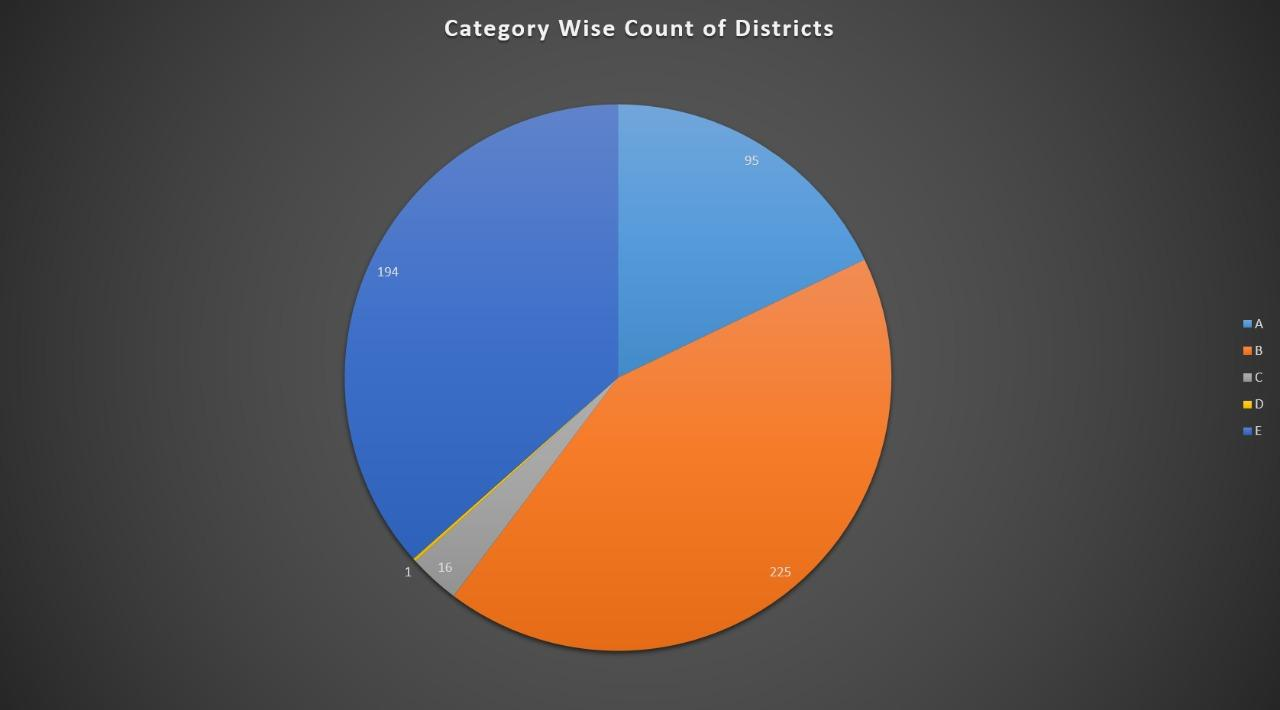 Category Wise Count of Districts
95
194
A
B
C
D
E
1
16
225